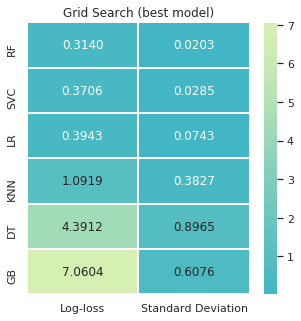 Grid Search (best model)
RF 0.3140 0.0203
SVC 0.3706 0.0285
LR 0.3943 0.0743
KNN 1.0919 0.3827
DT 4.3912 0.8965
GB 7.0604 0.6076
Log-loss Standard Deviation
7
6
5
4
3
2
1